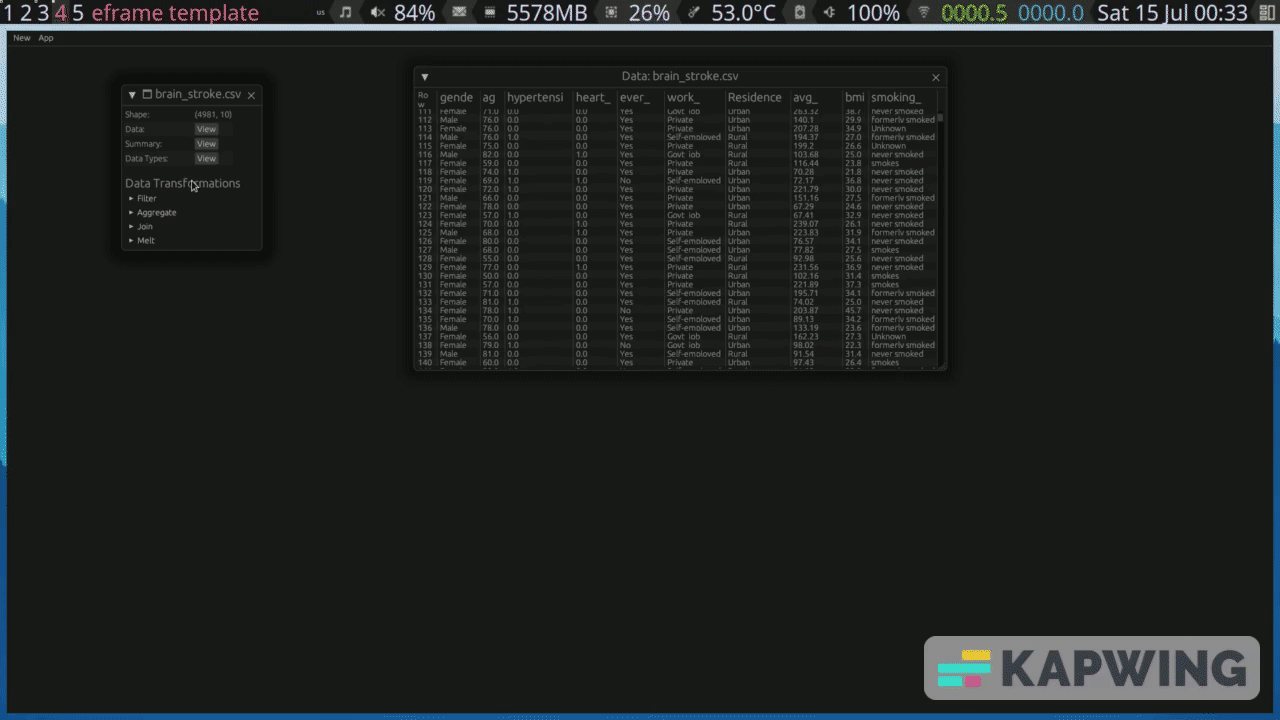 1 2 3 4 5 eframe template us 84% 5578MB 26% 53.0°C 100% 0000.5 0000.0 Sat 15 Jul 00:33
New App
brain_stroke.csv
Shape: (4981, 10)
Data: View
Summary: View
Data Types: View
Data Transformations
Filter
Aggregate
Join
Melt
Data: brain_stroke.csv
Row gende ag hypertensi heart_ ever_ work_ Residence avg_ bmi smoking_
111 Female 71.0 0.0 0.0 Yes Govt_job Urban 263.32 38.7 never smoked
112 Male 76.0 0.0 0.0 Yes Private Urban 140.1 29.9 formerly smoked
113 Female 76.0 0.0 0.0 Yes Private Urban 207.28 34.9 Unknown
114 Male 76.0 1.0 0.0 Yes Self-employed Rural 194.37 27.0 formerly smoked
115 Female 75.0 0.0 0.0 Yes Private Rural 199.2 26.6 Unknown
116 Male 82.0 0.0 1.0 Yes Govt_job Urban 103.68 25.0 never smoked
117 Female 59.0 0.0 0.0 Yes Private Rural 116.44 23.8 smokes
118 Female 74.0 1.0 0.0 Yes Private Rural 70.28 21.8 never smoked
119 Female 69.0 1.0 1.0 No Self-employed Urban 72.17 36.8 never smoked
120 Female 72.0 1.0 0.0 Yes Private Urban 221.79 30.0 never smoked
121 Male 66.0 0.0 0.0 Yes Private Rural 151.16 27.5 formerly smoked
122 Female 78.0 0.0 0.0 Yes Private Urban 67.29 24.6 never smoked
123 Female 57.0 1.0 0.0 Yes Govt_job Rural 67.41 32.9 never smoked
124 Female 70.0 0.0 1.0 Yes Private Rural 239.07 26.1 never smoked
125 Male 68.0 0.0 1.0 Yes Private Rural 223.83 31.9 formerly smoked
126 Female 80.0 0.0 0.0 Yes Self-employed Urban 76.57 34.1 never smoked
127 Male 68.0 0.0 0.0 Yes Self-employed Urban 77.82 27.5 smokes
128 Female 55.0 0.0 0.0 Yes Self-employed Rural 92.98 25.6 never smoked
129 Female 77.0 0.0 1.0 Yes Private Rural 231.56 36.9 never smoked
130 Female 50.0 0.0 0.0 Yes Private Rural 102.16 31.4 smokes
131 Female 57.0 0.0 0.0 Yes Private Urban 221.89 37.3 smokes
132 Female 71.0 0.0 0.0 Yes Self-employed Urban 195.71 34.1 formerly smoked
133 Female 81.0 1.0 0.0 Yes Self-employed Rural 74.02 25.0 never smoked
134 Female 78.0 1.0 0.0 No Private Urban 203.87 45.7 never smoked
135 Female 70.0 1.0 0.0 Yes Self-employed Urban 89.13 34.2 formerly smoked
136 Male 78.0 0.0 0.0 Yes Self-employed Urban 133.19 23.6 formerly smoked
137 Female 56.0 0.0 0.0 Yes Govt_job Urban 162.23 27.3 Unknown
138 Female 79.0 1.0 0.0 No Govt_job Urban 98.02 22.3 formerly smoked
139 Male 81.0 0.0 0.0 Yes Self-employed Rural 91.54 31.4 never smoked
140 Female 60.0 0.0 0.0 Yes Private Urban 97.43 26.4 smokes
KAPWING